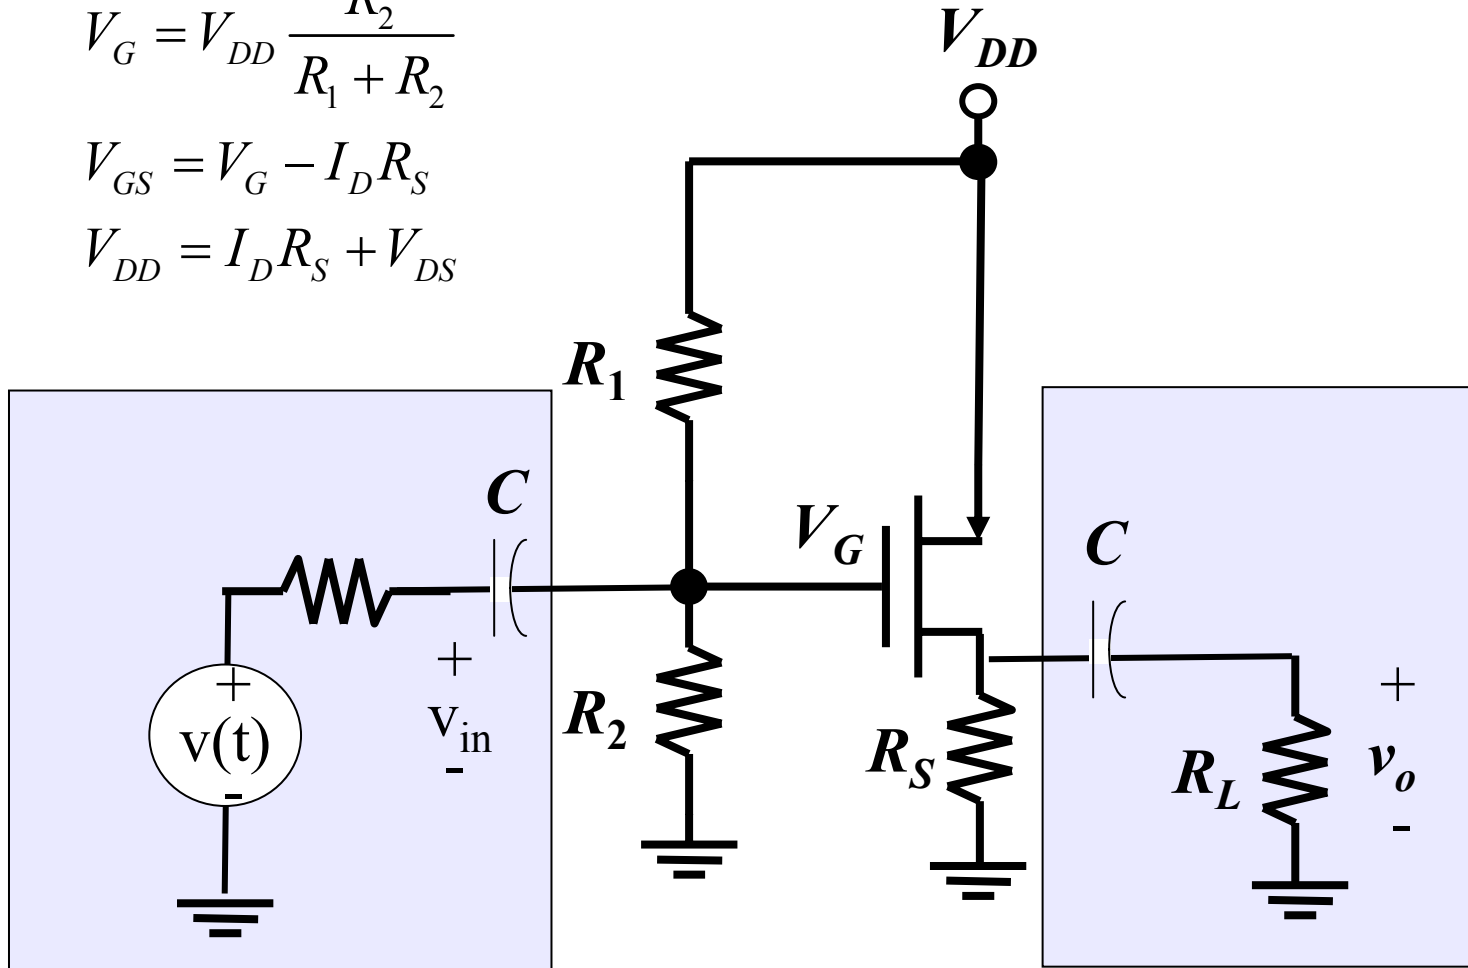 V_G = V_DD R_2 / (R_1 + R_2)
V_GS = V_G − I_D R_S
V_DD = I_D R_S + V_DS
V_DD
R_1
C
V_G
C
+
v(t)
-
+
v_in
-
R_2
R_S
R_L
+
v_o
-